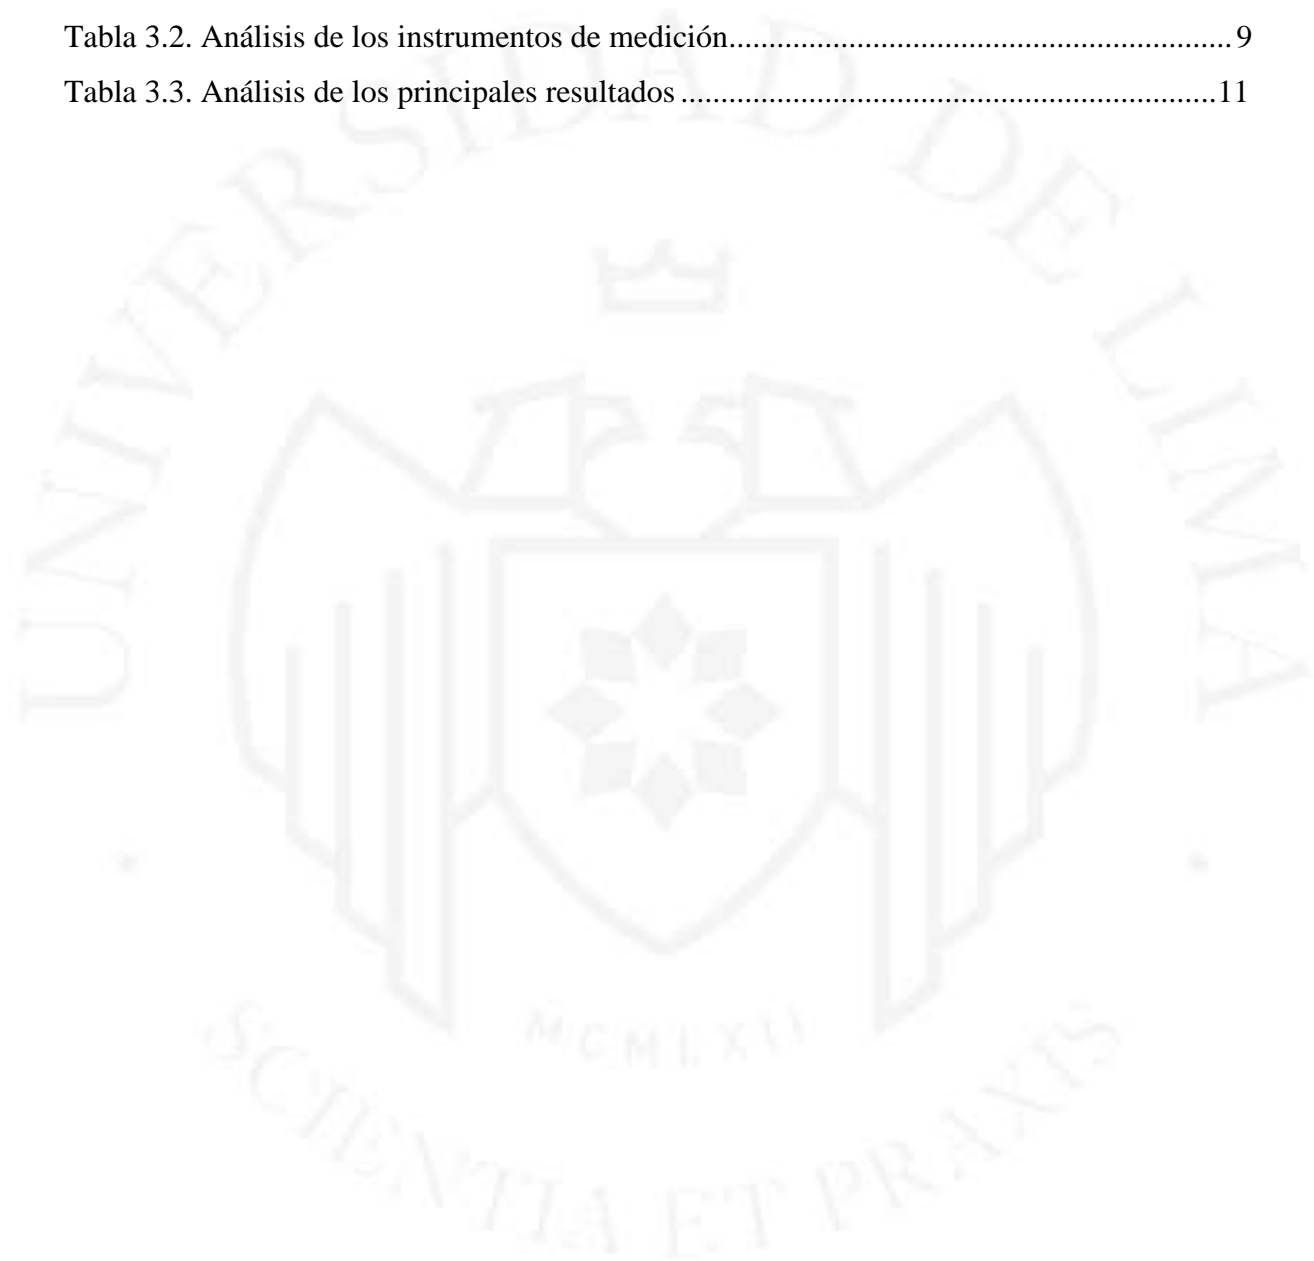 Tabla 3.2. Análisis de los instrumentos de medición............................................................... 9
Tabla 3.3. Análisis de los principales resultados ...................................................................11
UNIVERSIDAD DE LIMA
MCMLXII
SCIENTIA ET PRAXIS